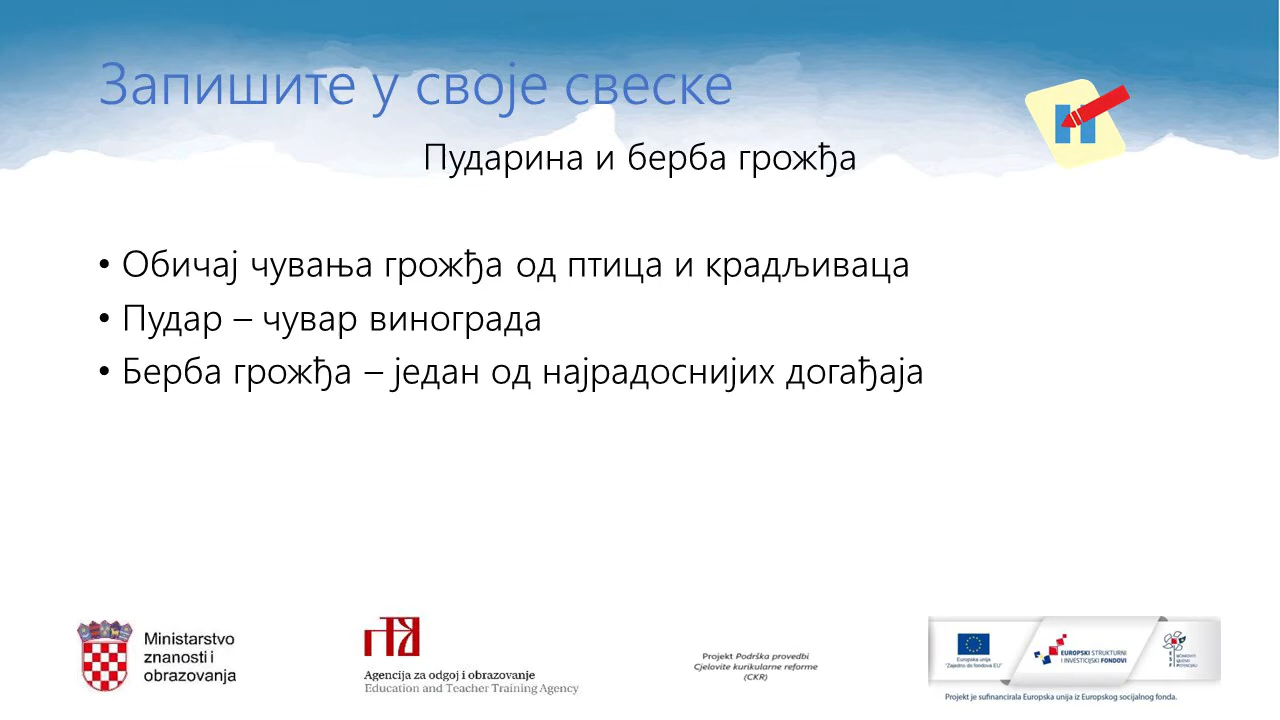 Запишите у своје свеске
Пударина и берба грожђа
• Обичај чувања грожђа од птица и крадљиваца
• Пудар – чувар винограда
• Берба грожђа – један од најрадоснијих догађаја
Ministarstvo
znanosti i
obrazovanja
Agencija za odgoj i obrazovanje
Education and Teacher Training Agency
Projekt Podrška provedbi
Cjelovite kurikularne reforme
(CKR)
Europska unija
"Zajedno do fondova EU"
EUROPSKI STRUKTURNI
I INVESTICIJSKI FONDOVI
Projekt je sufinancirala Europska unija iz Europskog socijalnog fonda.